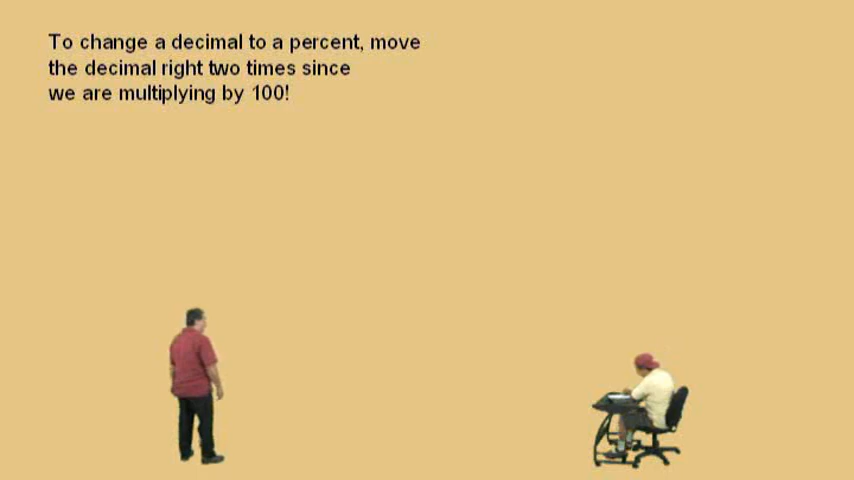 To change a decimal to a percent, move
the decimal right two times since
we are multiplying by 100!